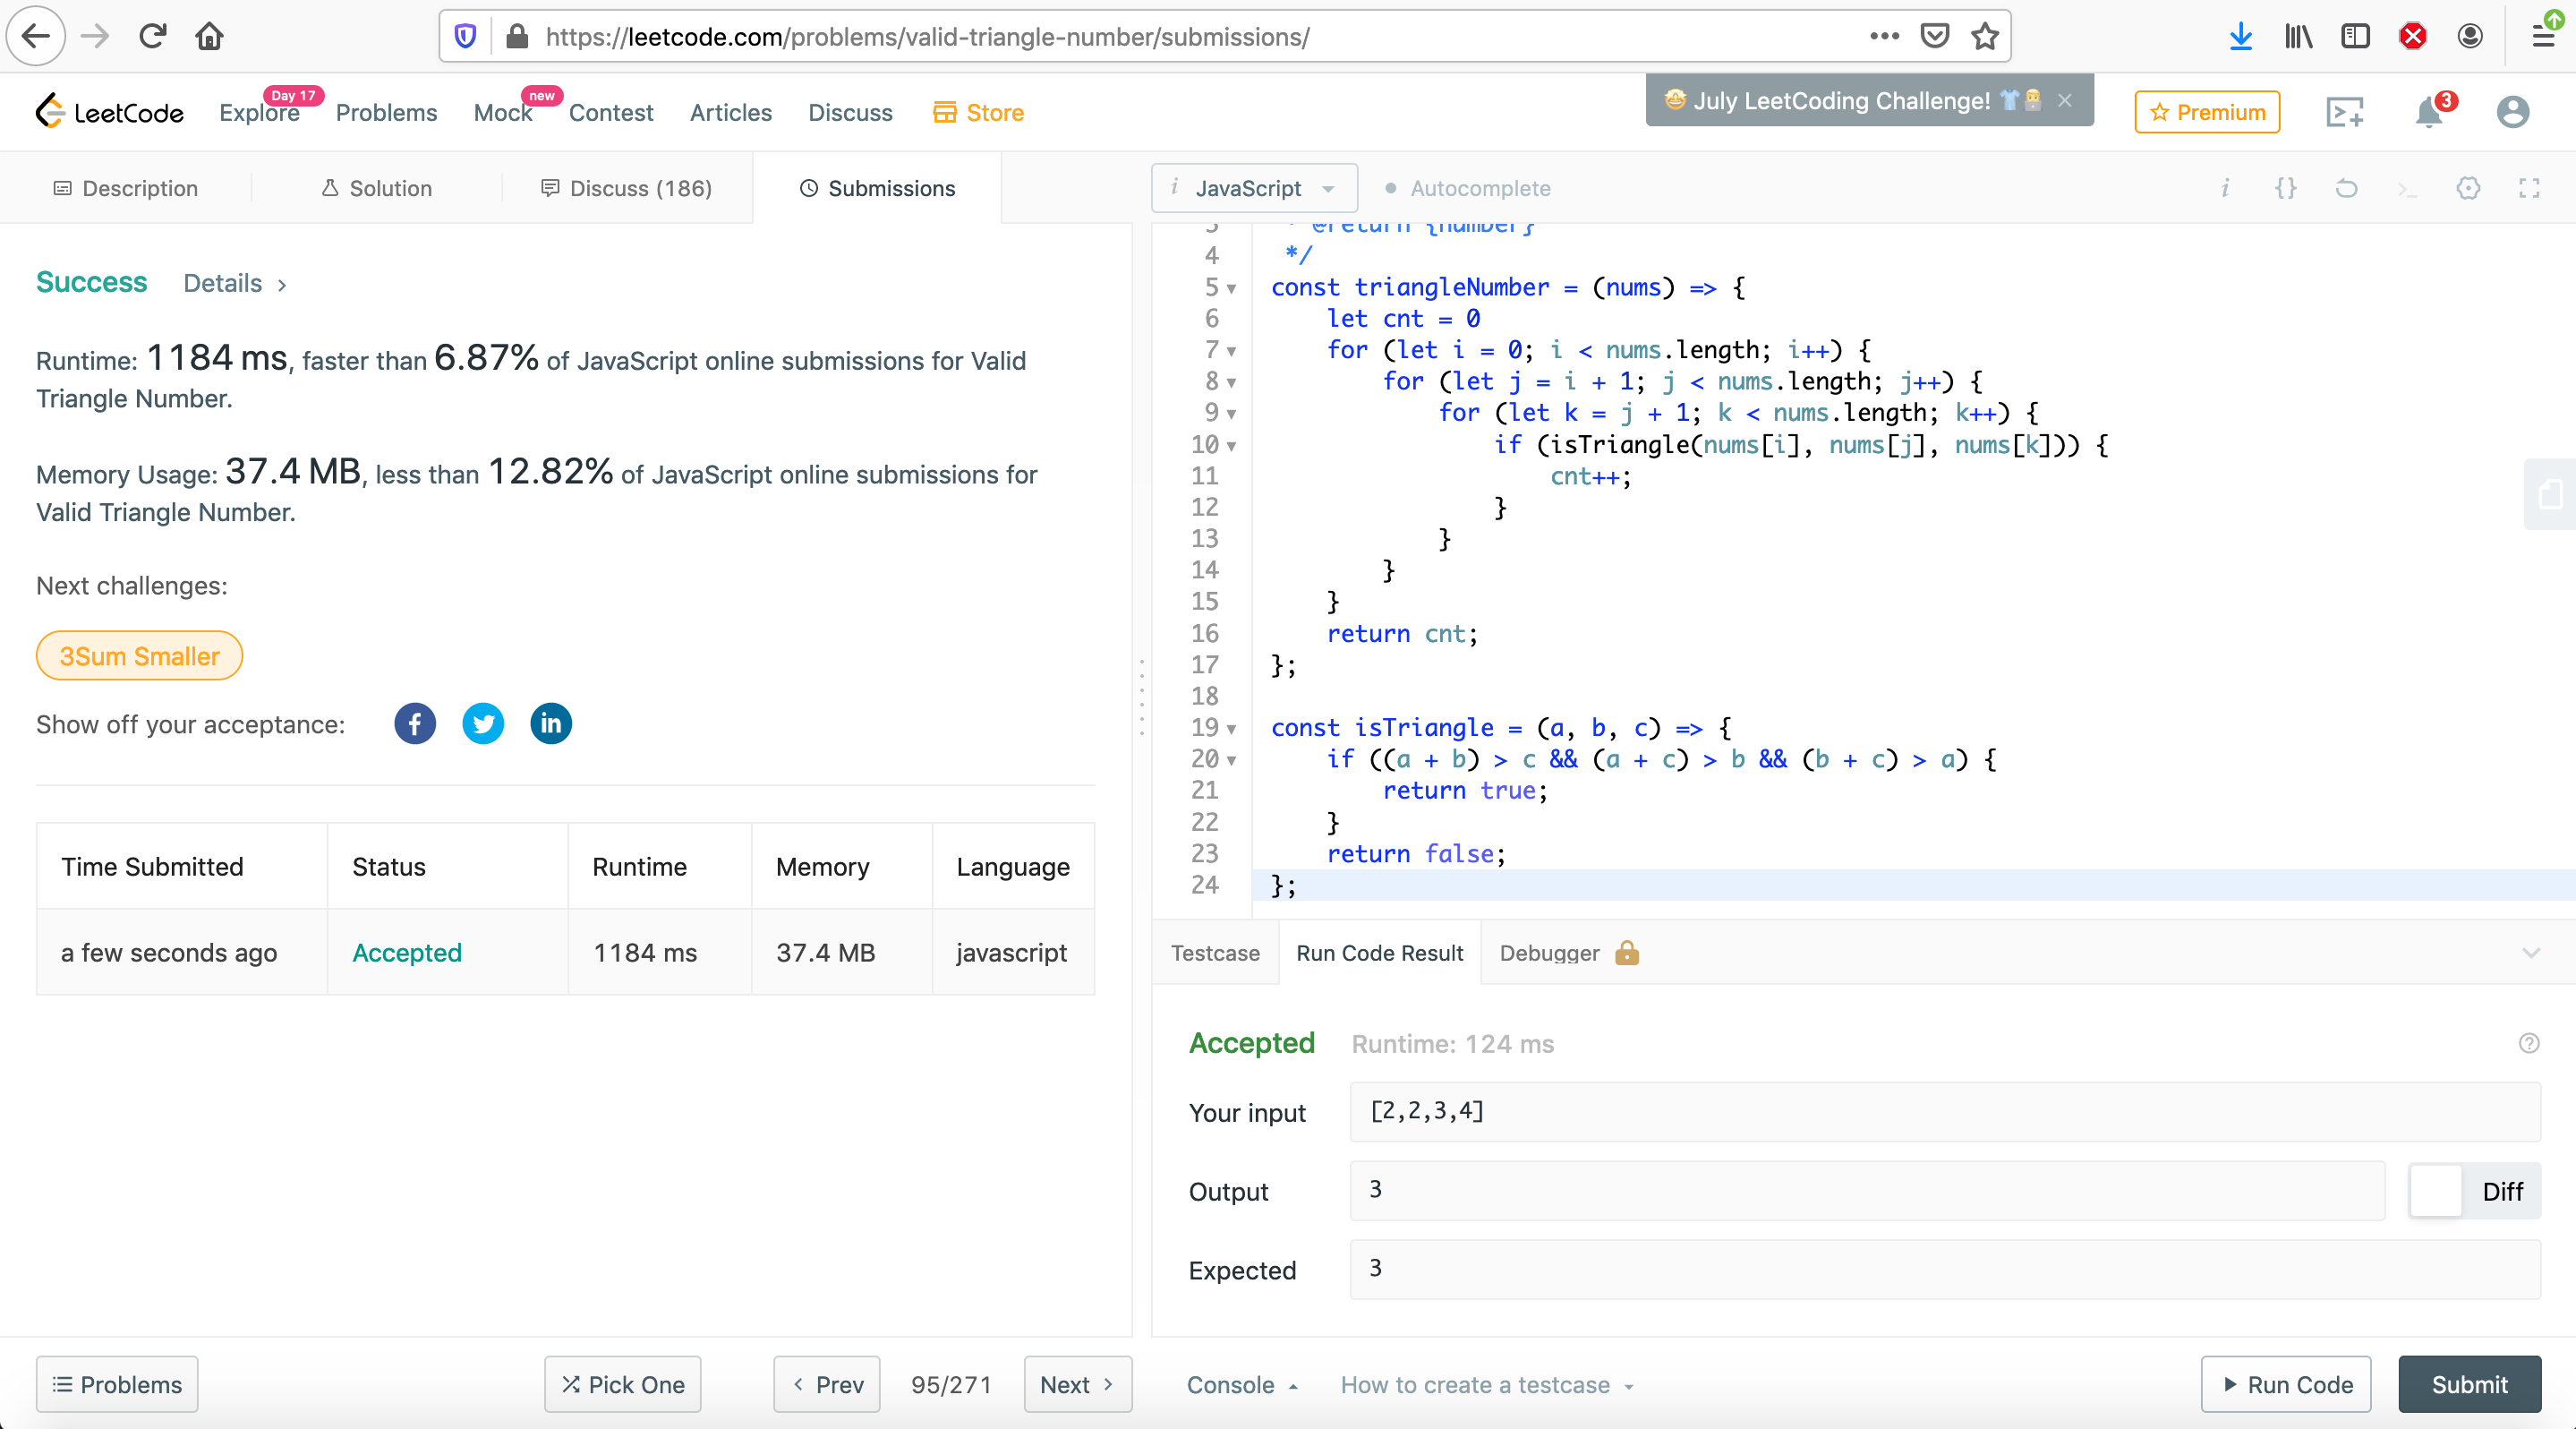 https://leetcode.com/problems/valid-triangle-number/submissions/
LeetCode
Explore
Day 17
Problems
Mock
new
Contest
Articles
Discuss
Store
🤩 July LeetCoding Challenge! 👕👨‍💻 ×
Premium
3
Description
Solution
Discuss (186)
Submissions
i JavaScript
Autocomplete
Success Details >
Runtime: 1184 ms, faster than 6.87% of JavaScript online submissions for Valid
Triangle Number.
Memory Usage: 37.4 MB, less than 12.82% of JavaScript online submissions for
Valid Triangle Number.
Next challenges:
3Sum Smaller
Show off your acceptance:
Time Submitted Status Runtime Memory Language
a few seconds ago Accepted 1184 ms 37.4 MB javascript
3 * @return {number}
4 */
5 const triangleNumber = (nums) => {
6 let cnt = 0
7 for (let i = 0; i < nums.length; i++) {
8 for (let j = i + 1; j < nums.length; j++) {
9 for (let k = j + 1; k < nums.length; k++) {
10 if (isTriangle(nums[i], nums[j], nums[k])) {
11 cnt++;
12 }
13 }
14 }
15 }
16 return cnt;
17 };
18
19 const isTriangle = (a, b, c) => {
20 if ((a + b) > c && (a + c) > b && (b + c) > a) {
21 return true;
22 }
23 return false;
24 };
Testcase
Run Code Result
Debugger
Accepted Runtime: 124 ms
Your input [2,2,3,4]
Output 3
Diff
Expected 3
Problems
Pick One
Prev
95/271
Next
Console
How to create a testcase
Run Code
Submit